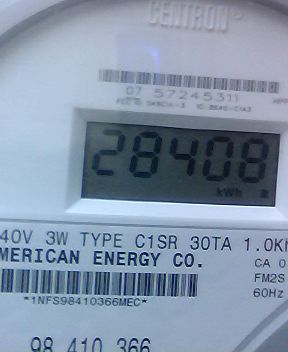 CENTRON®
07 57245311
28408
kWh
40V 3W TYPE C1SR 30TA 1.0K
MERICAN ENERGY CO.
CA 0
FM2S
*1NFS98410366MEC*
60Hz
98 410 366